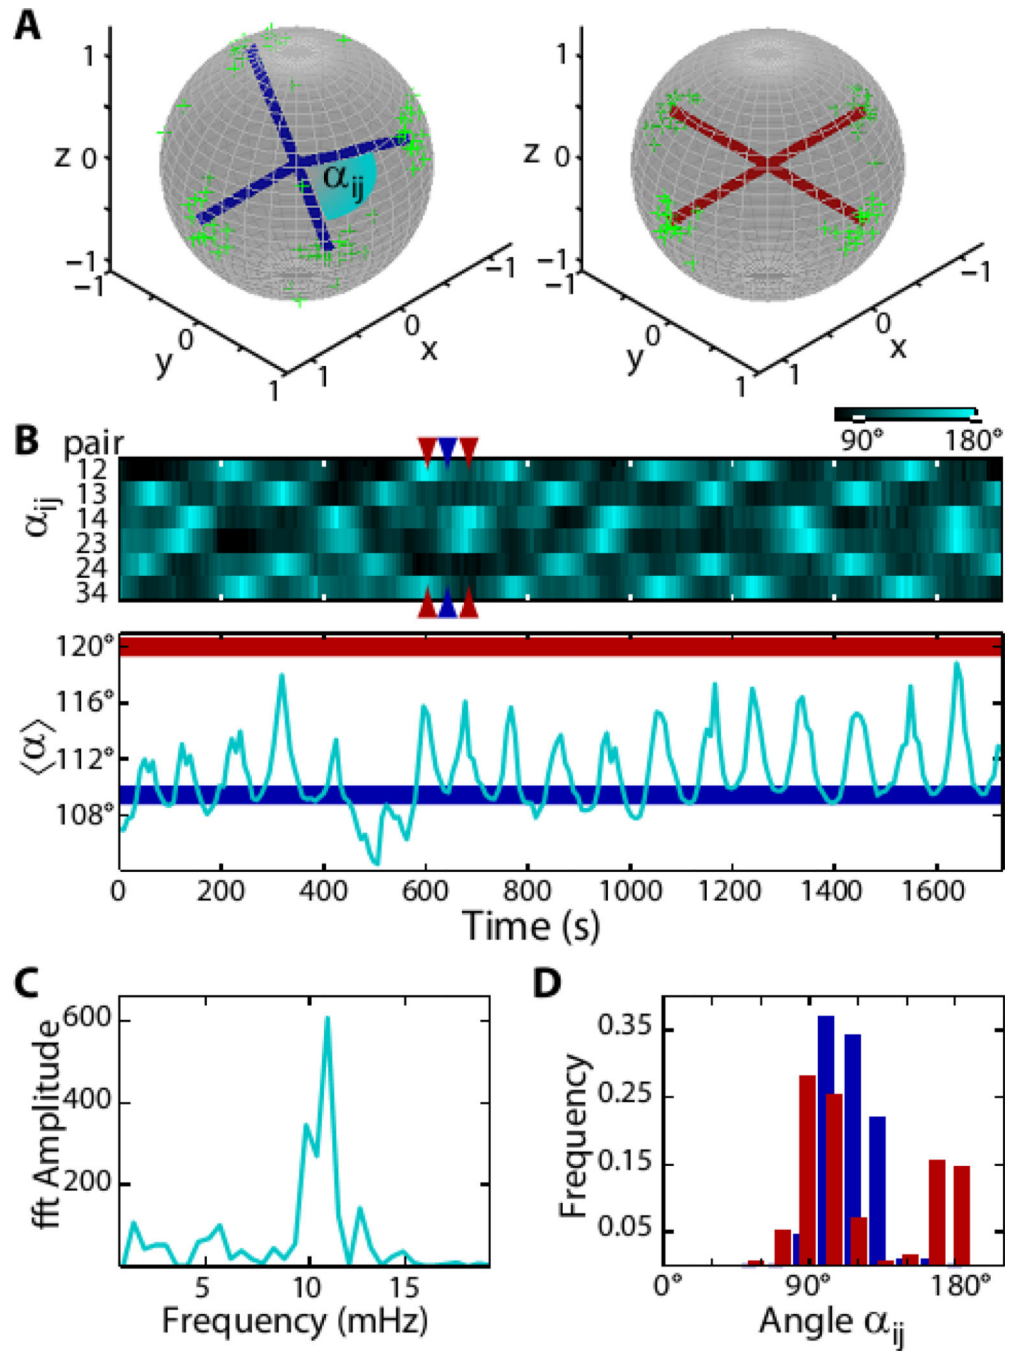 A
z
1
0
−1
−1
y
0
1
x
1
0
−1
αij
z
1
0
−1
−1
y
0
1
x
1
0
−1
B
pair
90°
180°
αij
12
13
14
23
24
34
⟨α⟩
120°
116°
112°
108°
0
200
400
600
800
1000
1200
1400
1600
Time (s)
C
fft Amplitude
600
400
200
5
10
15
Frequency (mHz)
D
Frequency
0.35
0.25
0.15
0.05
0°
90°
180°
Angle αij